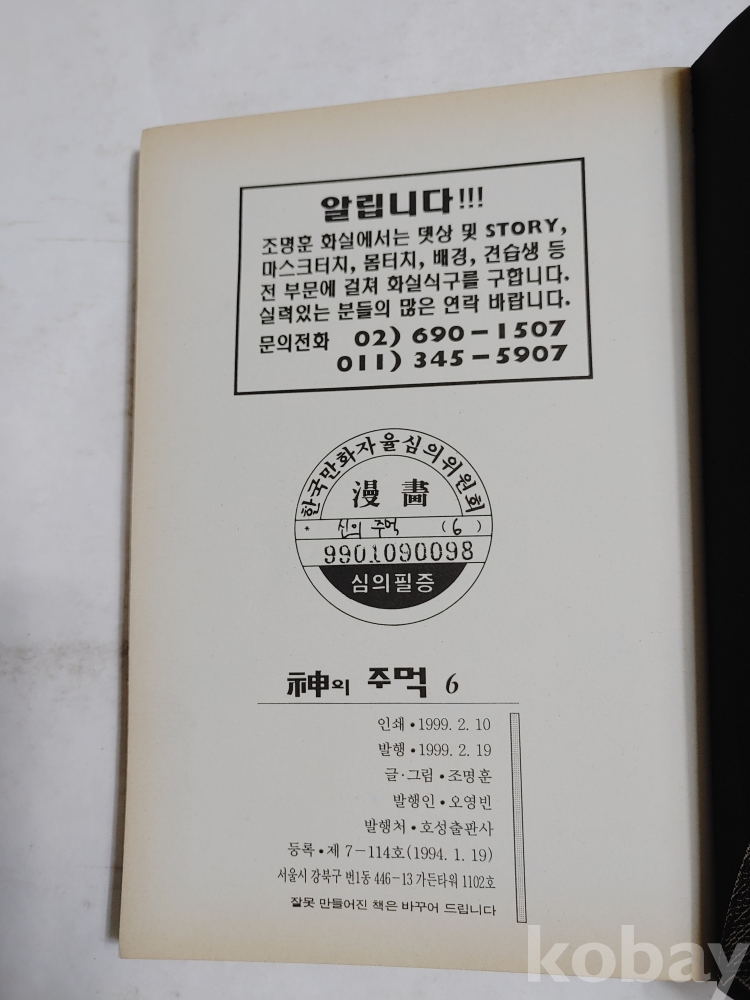 알립니다!!!
조명훈 화실에서는 뎃상 및 STORY,
마스크터치, 몸터치, 배경, 견습생 등
전 부문에 걸쳐 화실식구를 구합니다.
실력있는 분들의 많은 연락 바랍니다.
문의전화 02) 690-1507
011) 345-5907
한국만화자율심의위원회
漫畵
* 신의 주먹 (6)
9901090098
심의필증
神의 주먹 6
인쇄•1999. 2. 10
발행•1999. 2. 19
글·그림•조명훈
발행인•오영빈
발행처•호성출판사
등록•제 7-114호(1994. 1. 19)
서울시 강북구 번1동 446-13 가든타워 1102호
잘못 만들어진 책은 바꾸어 드립니다
kobay